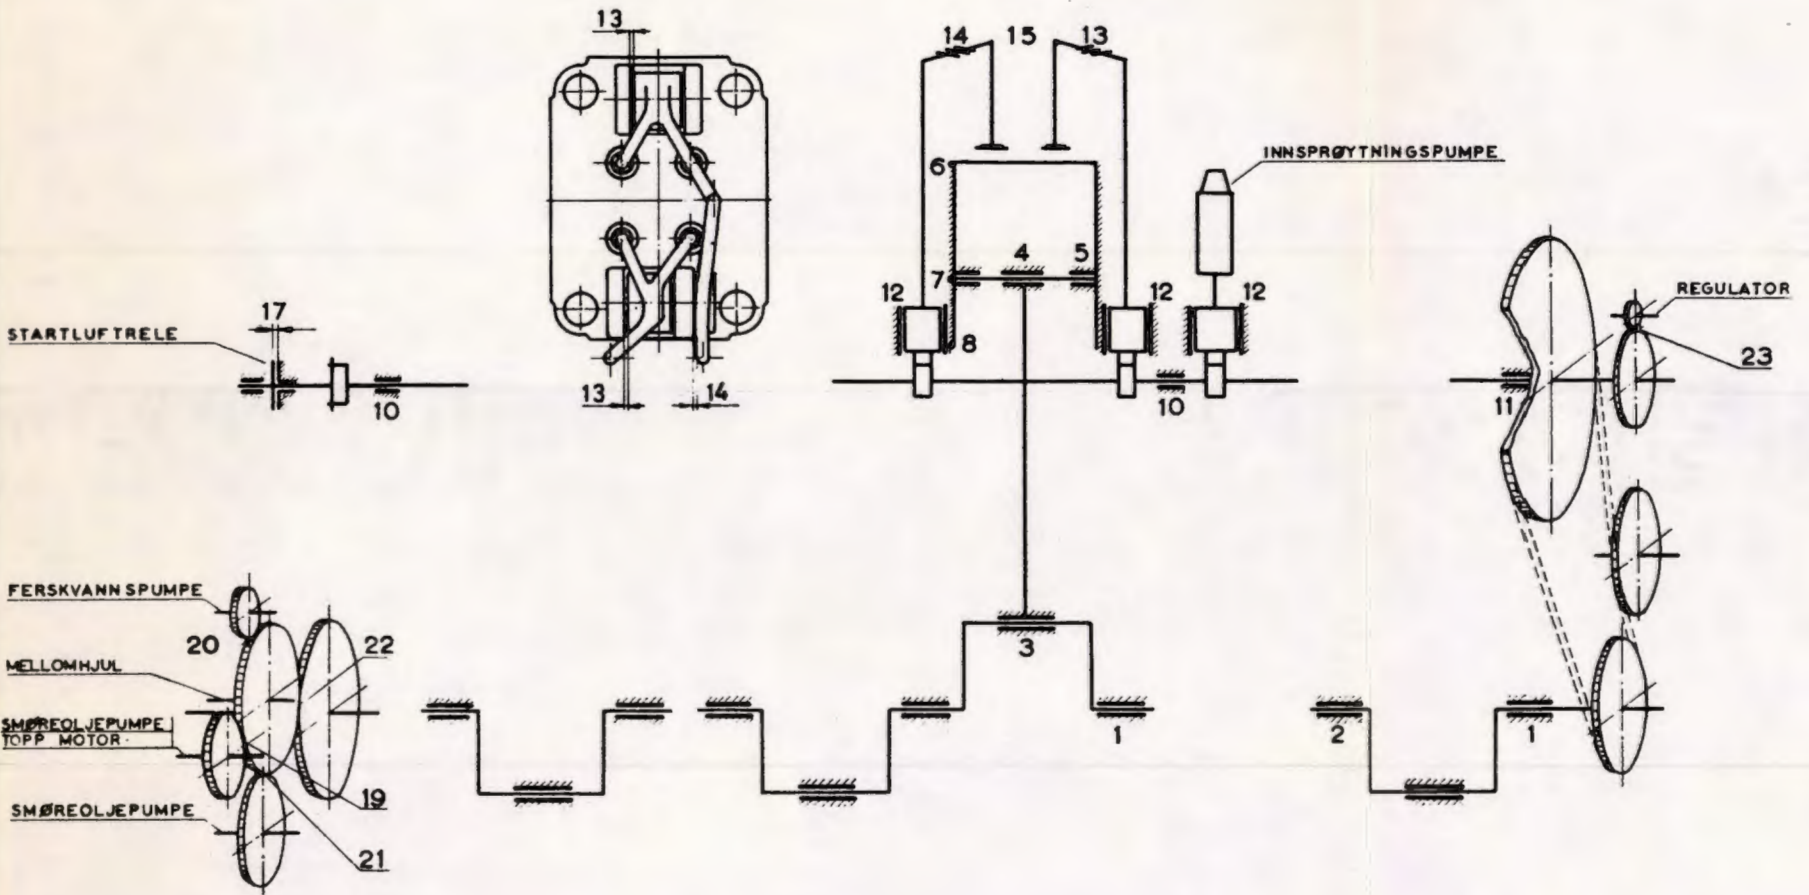 13
14 15 13
INNSPRØYTNINGSPUMPE
6
4 5
7
12 12 12
8
REGULATOR
23
17
STARTLUFTRELE
10
13 14
10
11
FERSKVANNSPUMPE
20 22
MELLOMHJUL
SMØREOLJEPUMPE
TOPP MOTOR
3
1 2 1
19
SMØREOLJEPUMPE
21